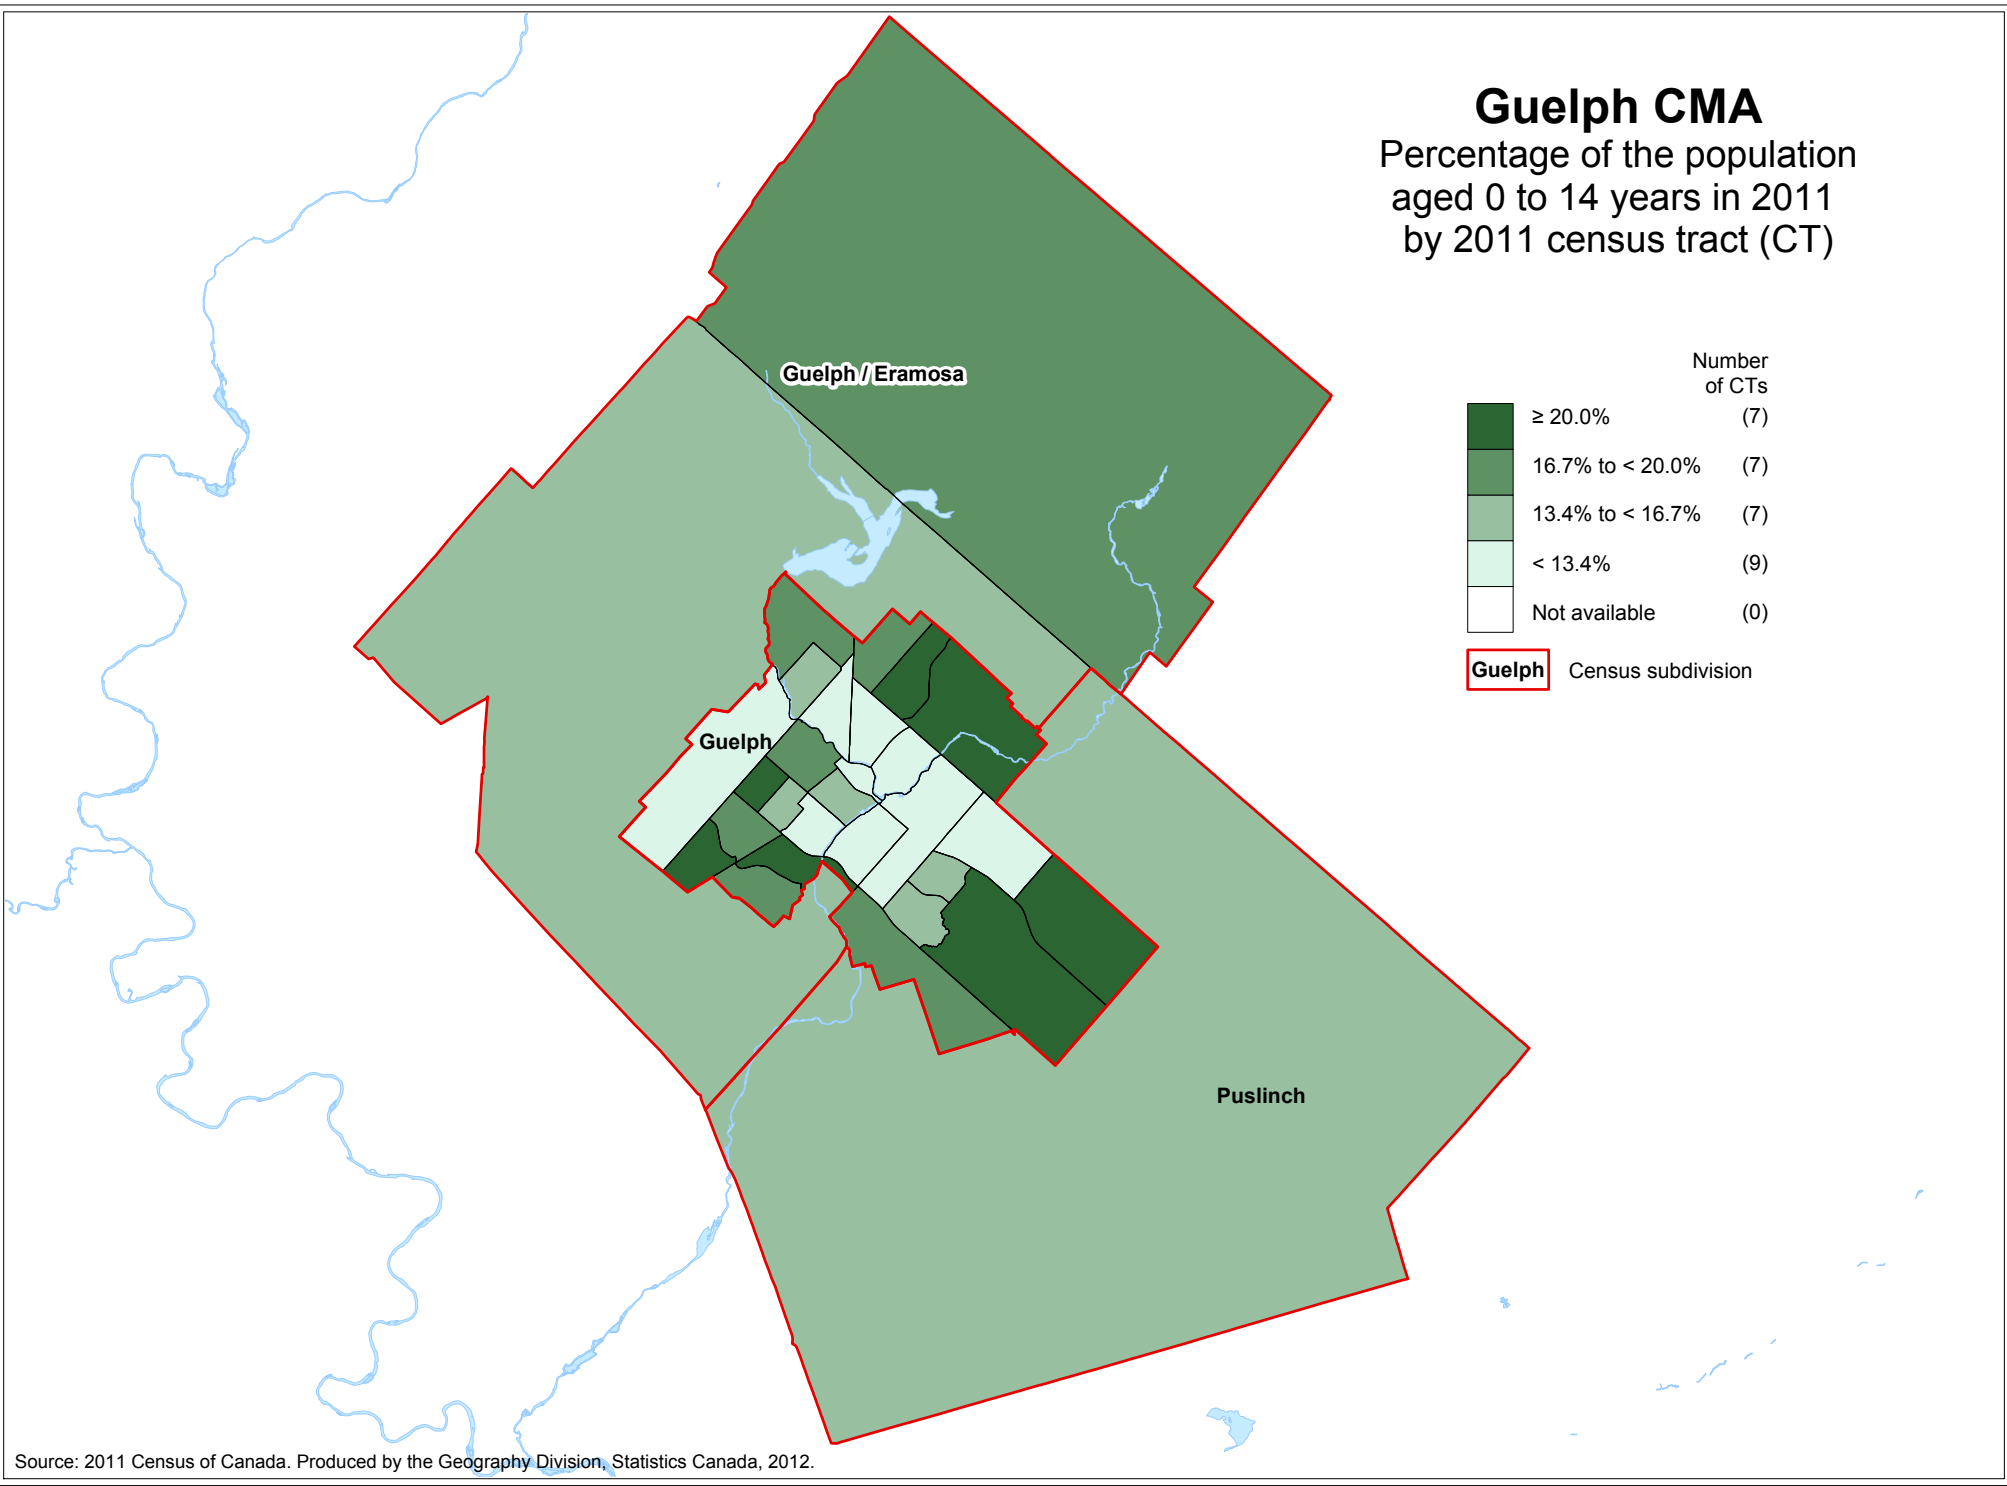 Guelph CMA
Percentage of the population
aged 0 to 14 years in 2011
by 2011 census tract (CT)
Number
of CTs
≥ 20.0% (7)
16.7% to < 20.0% (7)
13.4% to < 16.7% (7)
< 13.4% (9)
Not available (0)
Guelph Census subdivision
Guelph / Eramosa
Guelph
Puslinch
Source: 2011 Census of Canada. Produced by the Geography Division, Statistics Canada, 2012.